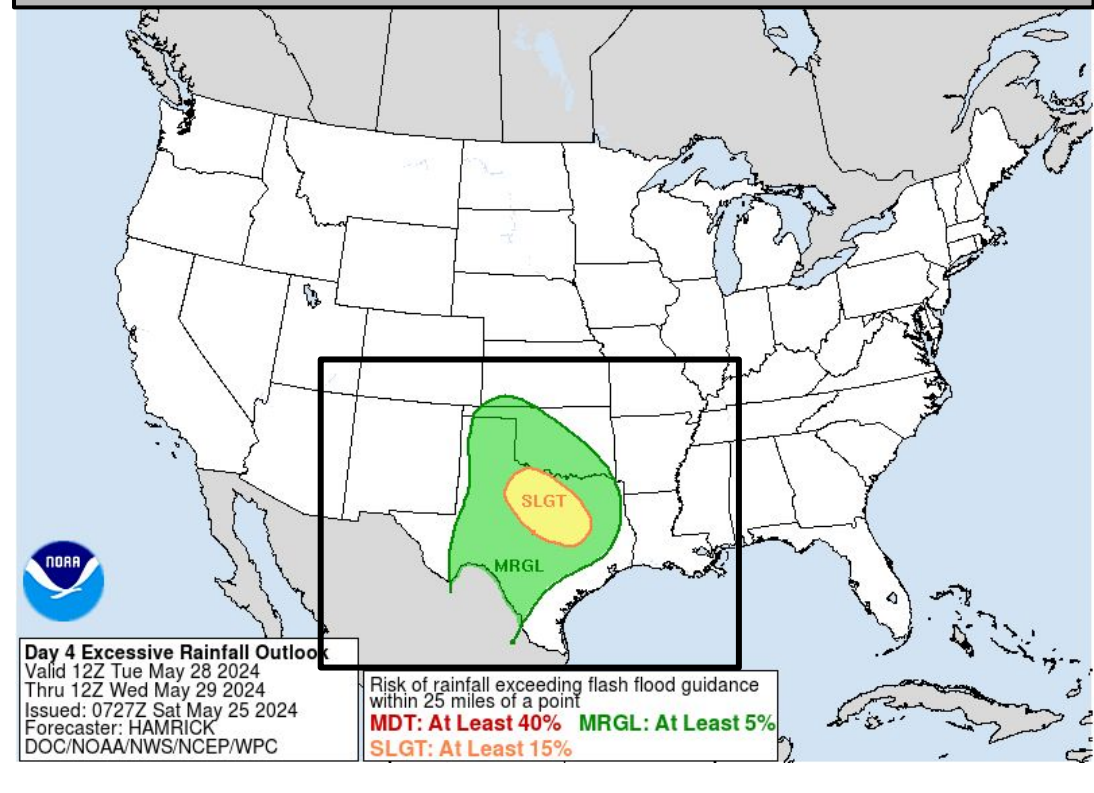 SLGT
MRGL
NOAA
Day 4 Excessive Rainfall Outlook
Valid 12Z Tue May 28 2024
Thru 12Z Wed May 29 2024
Issued: 0727Z Sat May 25 2024
Forecaster: HAMRICK
DOC/NOAA/NWS/NCEP/WPC
Risk of rainfall exceeding flash flood guidance
within 25 miles of a point
MDT: At Least 40% MRGL: At Least 5%
SLGT: At Least 15%